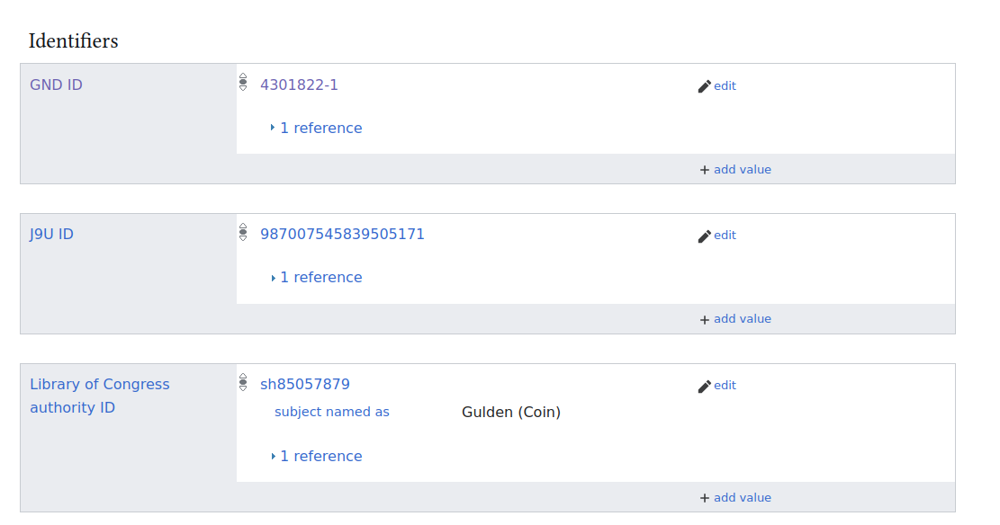 Identifiers
GND ID
4301822-1
edit
1 reference
+ add value
J9U ID
987007545839505171
edit
1 reference
+ add value
Library of Congress
authority ID
sh85057879
edit
subject named as Gulden (Coin)
1 reference
+ add value